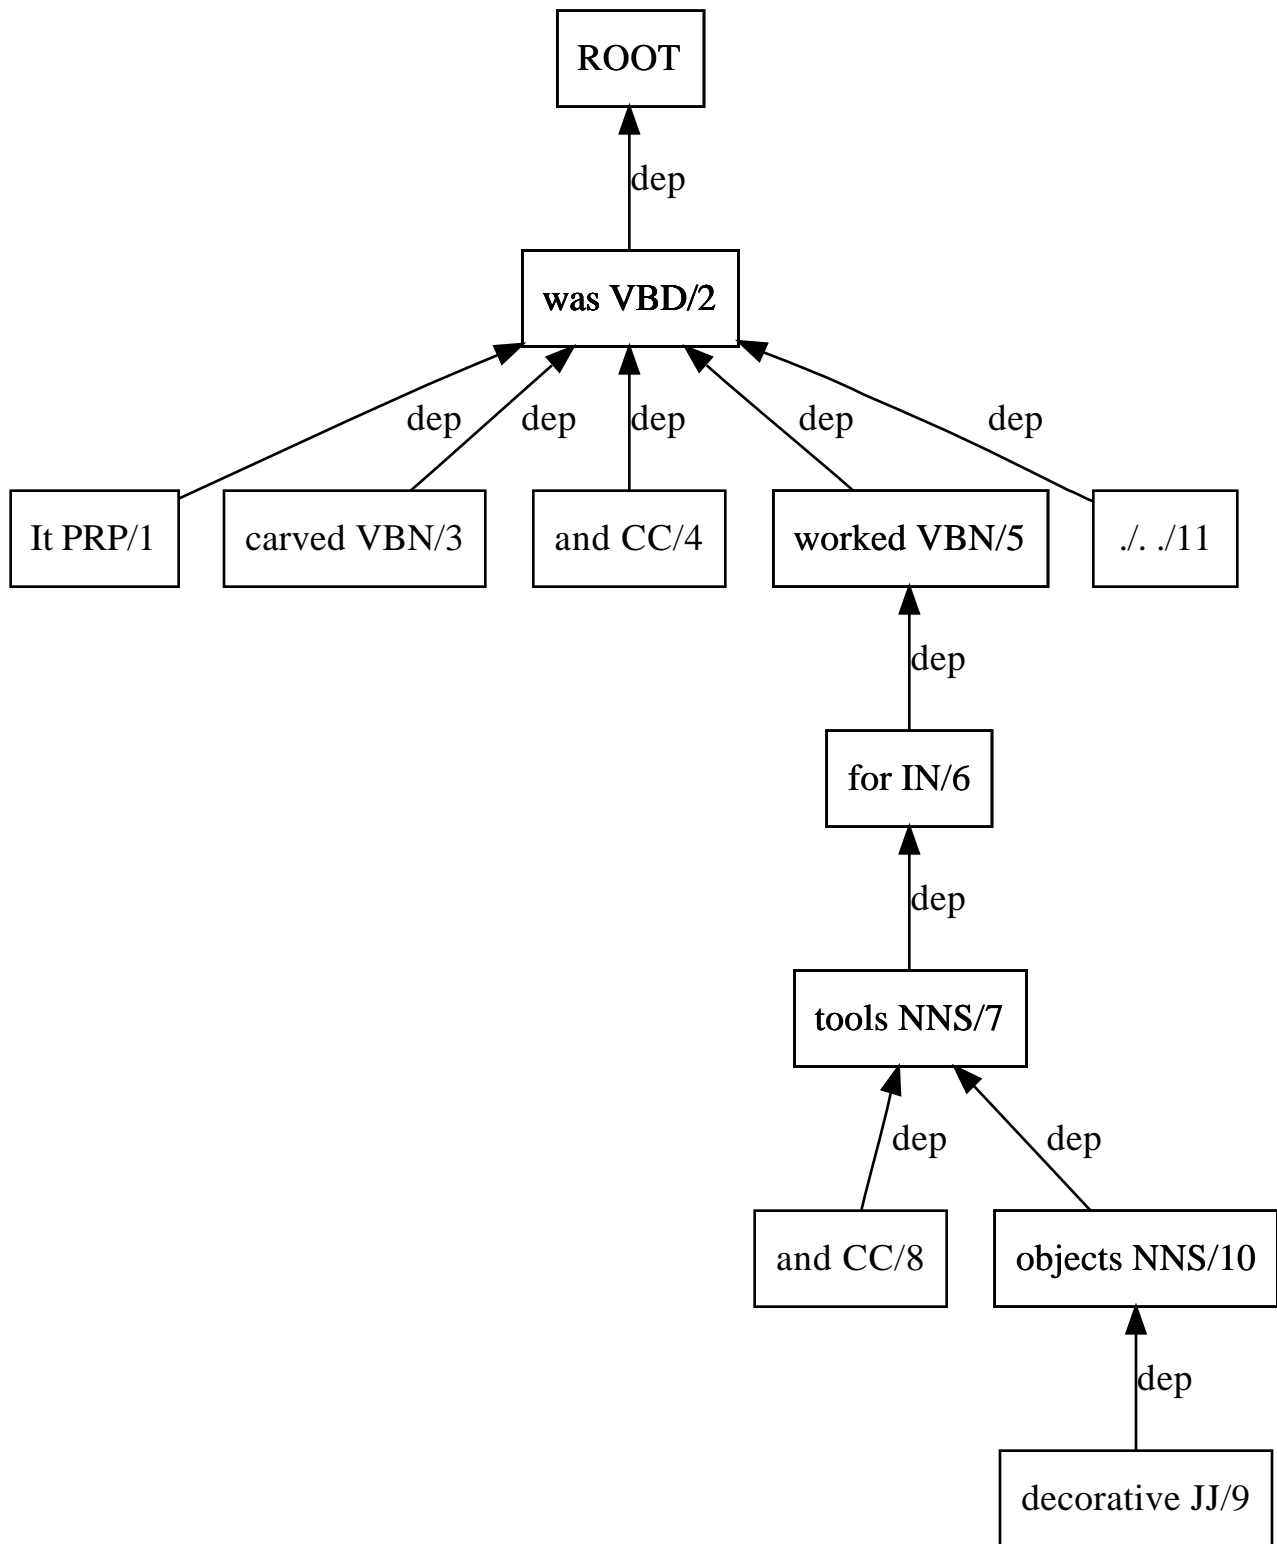 ROOT
dep
was VBD/2
dep dep dep dep dep
It PRP/1 carved VBN/3 and CC/4 worked VBN/5 ./. ./11
dep
for IN/6
dep
tools NNS/7
dep dep
and CC/8 objects NNS/10
dep
decorative JJ/9